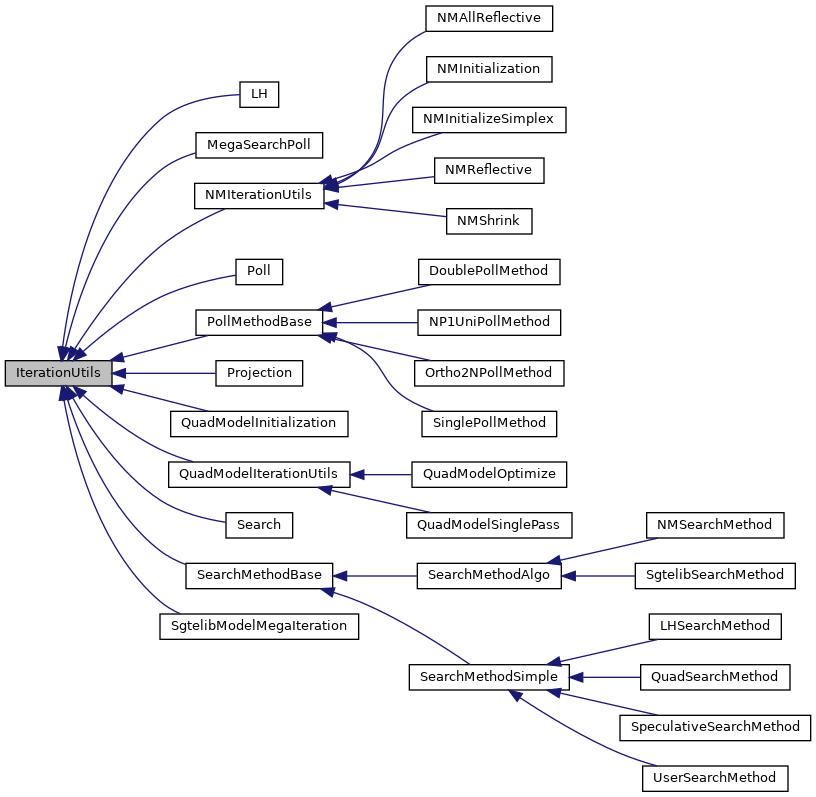 NMAllReflective
NMInitialization
LH
NMInitializeSimplex
MegaSearchPoll
NMReflective
NMIterationUtils
NMShrink
Poll
DoublePollMethod
PollMethodBase
NP1UniPollMethod
IterationUtils
Projection
Ortho2NPollMethod
QuadModelInitialization
SinglePollMethod
QuadModelIterationUtils
QuadModelOptimize
Search
QuadModelSinglePass
NMSearchMethod
SearchMethodBase
SearchMethodAlgo
SgtelibSearchMethod
SgtelibModelMegaIteration
LHSearchMethod
SearchMethodSimple
QuadSearchMethod
SpeculativeSearchMethod
UserSearchMethod